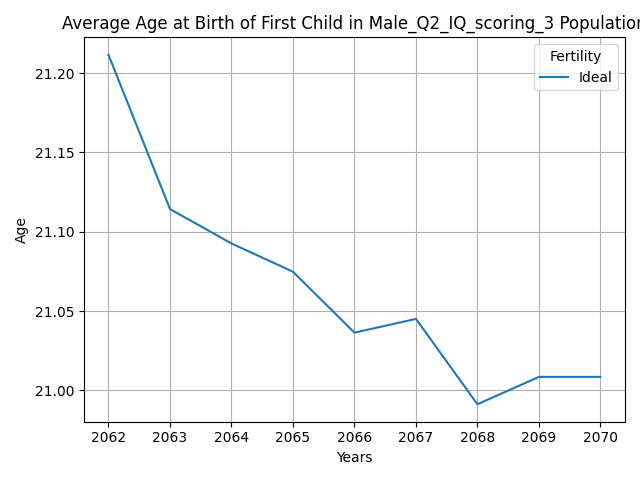 Average Age at Birth of First Child in Male_Q2_IQ_scoring_3 Population
Fertility
Ideal
21.20
21.15
21.10
21.05
21.00
Age
2062 2063 2064 2065 2066 2067 2068 2069 2070
Years